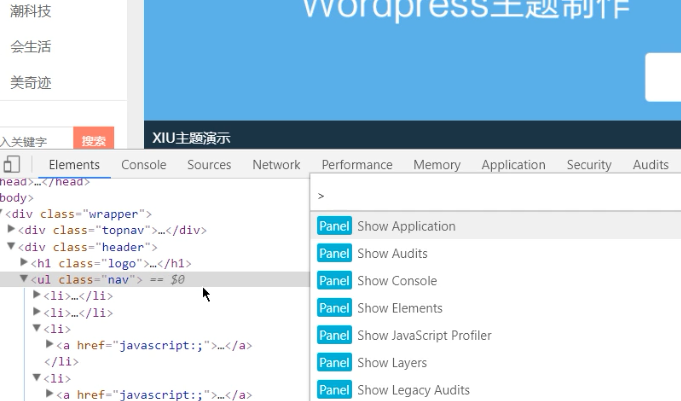 潮科技
Wordpress主题制作
会生活
美奇迹
入关键字 搜索
XIU主题演示
Elements Console Sources Network Performance Memory Application Security Audits
head>…</head>
body>
<div class="wrapper">
<div class="topnav">…</div>
<div class="header">
<h1 class="logo">…</h1>
<ul class="nav"> == $0
<li>…</li>
<li>…</li>
<li>
<a href="javascript:;">…</a>
</li>
<li>
<a href="javascript:;">…</a>
>
Panel Show Application
Panel Show Audits
Panel Show Console
Panel Show Elements
Panel Show JavaScript Profiler
Panel Show Layers
Panel Show Legacy Audits